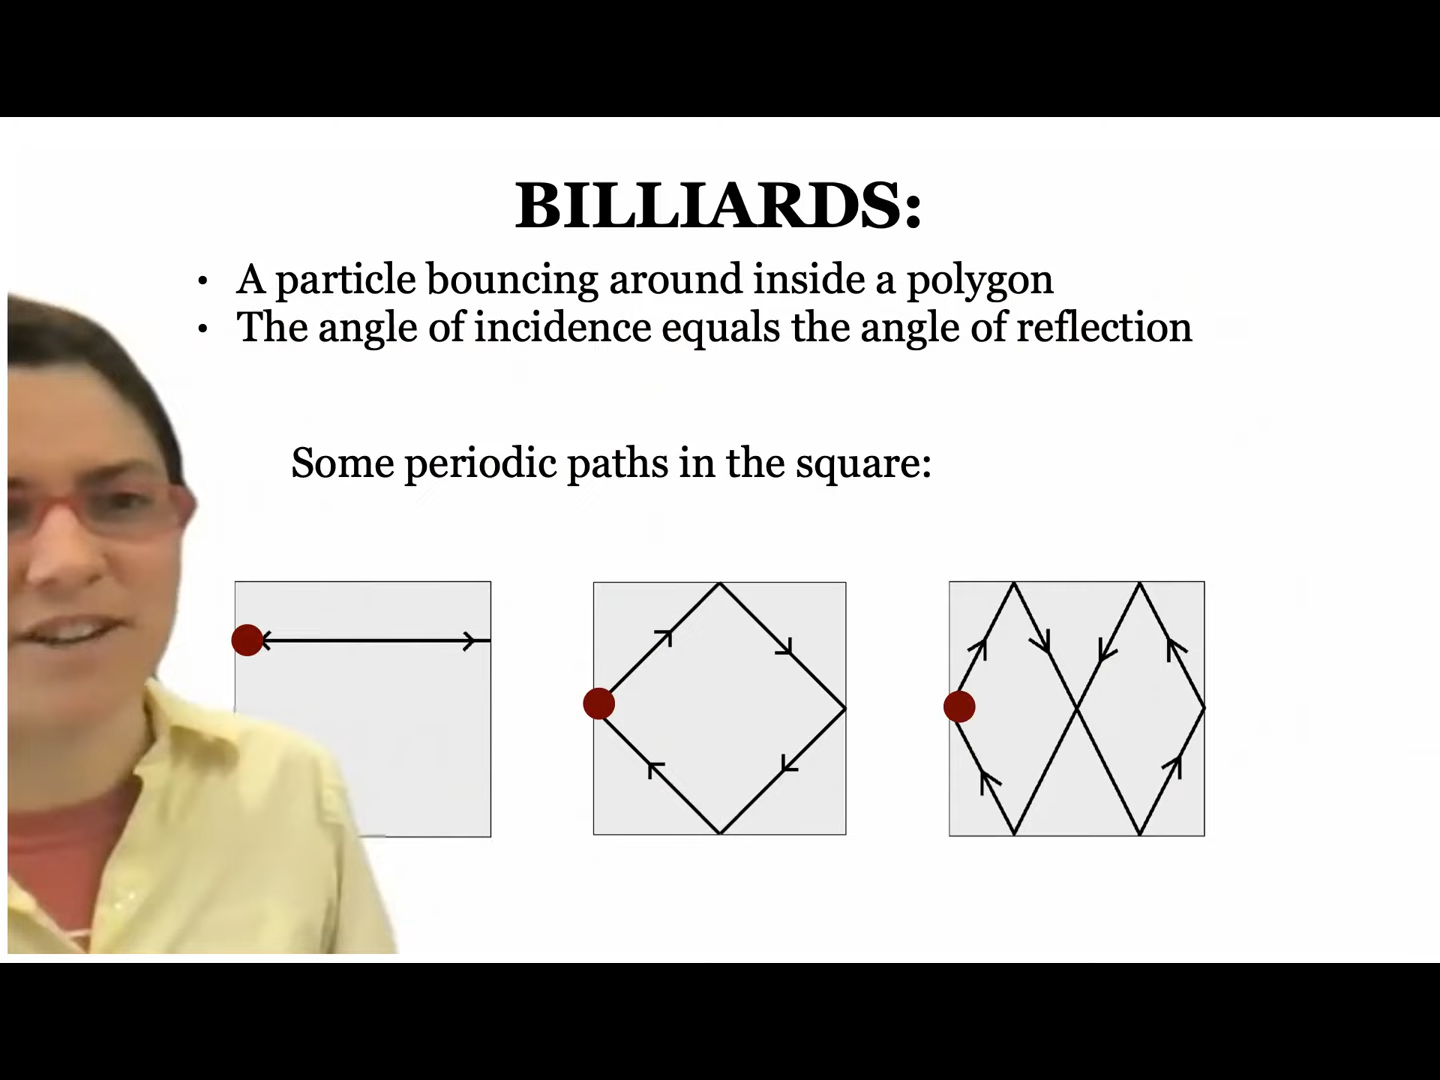 BILLIARDS:
• A particle bouncing around inside a polygon
• The angle of incidence equals the angle of reflection
Some periodic paths in the square: